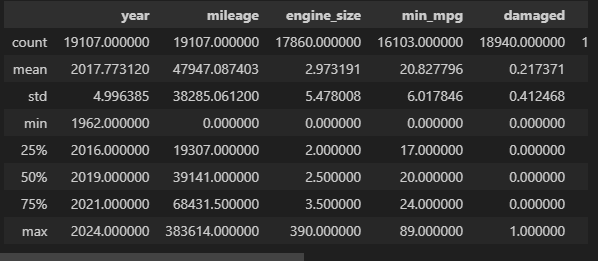 year mileage engine_size min_mpg damaged
count 19107.000000 19107.000000 17860.000000 16103.000000 18940.000000 1
mean 2017.773120 47947.087403 2.973191 20.827796 0.217371
std 4.996385 38285.061200 5.478008 6.017846 0.412468
min 1962.000000 0.000000 0.000000 0.000000 0.000000
25% 2016.000000 19307.000000 2.000000 17.000000 0.000000
50% 2019.000000 39141.000000 2.500000 20.000000 0.000000
75% 2021.000000 68431.500000 3.500000 24.000000 0.000000
max 2024.000000 383614.000000 390.000000 89.000000 1.000000